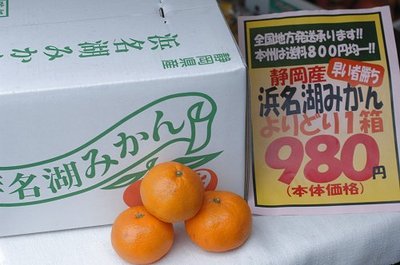 浜名湖みか
静岡県産
浜名湖みかん
全国地方発送承ります!!
本州は送料800円均一!!
静岡産
早い者勝ち
浜名湖みかん
よりどり1箱
980円
(本体価格)